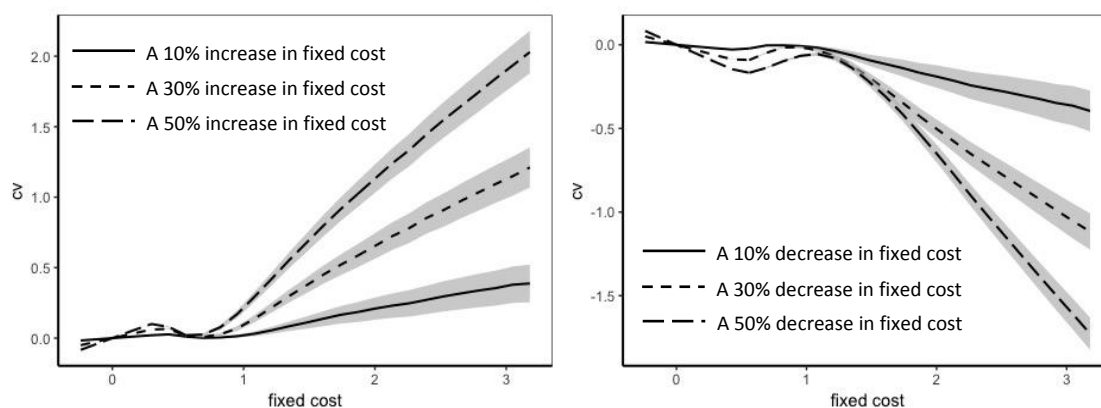 A 10% increase in fixed cost
A 30% increase in fixed cost
A 50% increase in fixed cost
2.0
1.5
1.0
0.5
0.0
cv
0
1
2
3
fixed cost
0.0
-0.5
-1.0
-1.5
cv
A 10% decrease in fixed cost
A 30% decrease in fixed cost
A 50% decrease in fixed cost
0
1
2
3
fixed cost